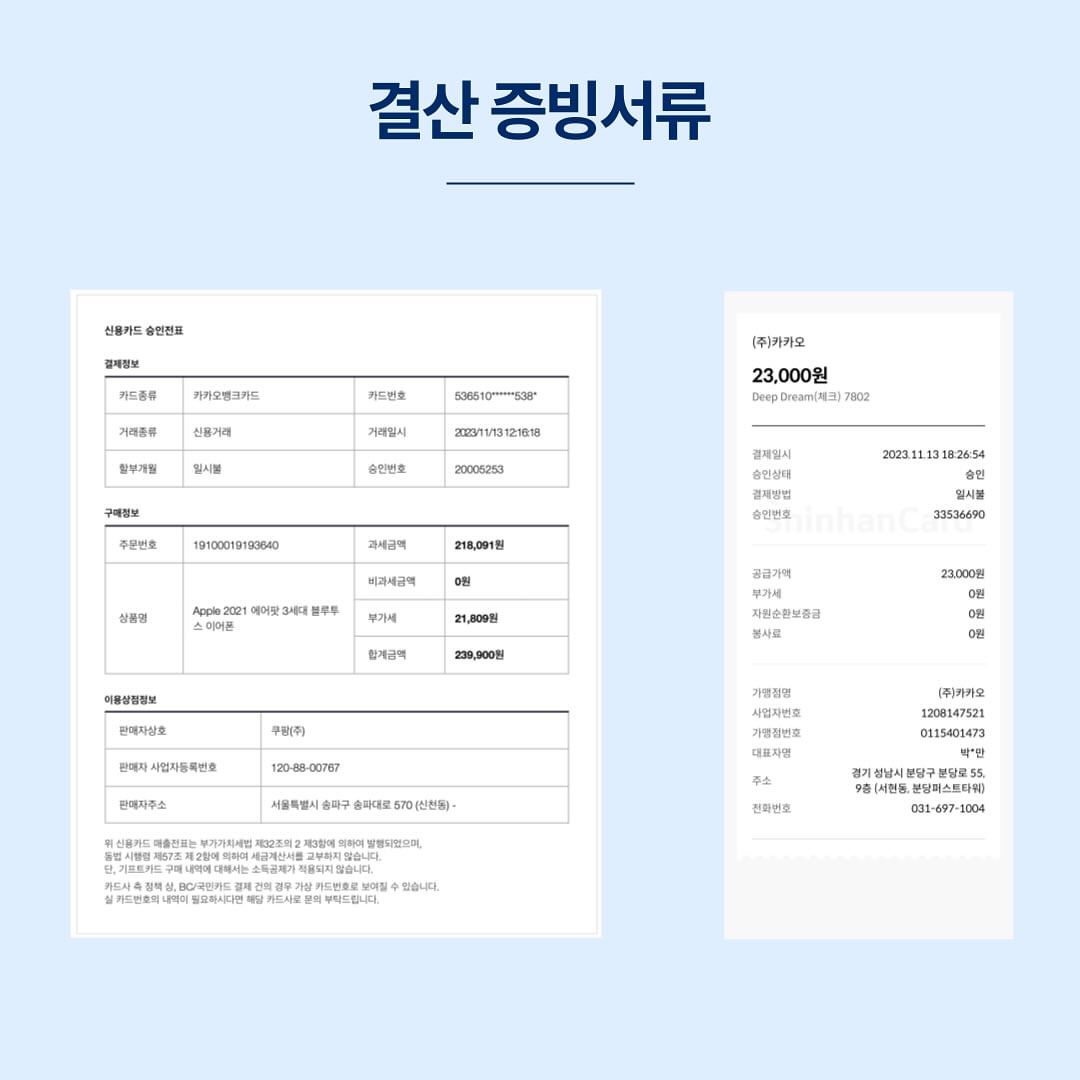 결산 증빙서류
신용카드 승인전표
결제정보
카드종류 카카오뱅크카드 카드번호 536510******538*
거래종류 신용거래 거래일시 2023/11/13 12:16:18
할부개월 일시불 승인번호 20005253
구매정보
주문번호 19100019193640 과세금액 218,091원
비과세금액 0원
상품명 Apple 2021 에어팟 3세대 블루투
스 이어폰
부가세 21,809원
합계금액 239,900원
이용상점정보
판매자상호 쿠팡(주)
판매자 사업자등록번호 120-88-00767
판매자주소 서울특별시 송파구 송파대로 570 (신천동) -
위 신용카드 매출전표는 부가가치세법 제32조의 2 제3항에 의하여 발행되었으며,
동법 시행령 제57조 제 2항에 의하여 세금계산서를 교부하지 않습니다.
단, 기프트카드 구매 내역에 대해서는 소득공제가 적용되지 않습니다.
카드사 측 정책 상, BC/국민카드 결제 건의 경우 가상 카드번호로 보여질 수 있습니다.
실 카드번호의 내역이 필요하시다면 해당 카드사로 문의 부탁드립니다.
(주)카카오
23,000원
Deep Dream(체크) 7802
결제일시 2023.11.13 18:26:54
승인상태 승인
결제방법 일시불
승인번호 33536690
ShinhanCard
공급가액 23,000원
부가세 0원
자원순환보증금 0원
봉사료 0원
가맹점명 (주)카카오
사업자번호 1208147521
가맹점번호 0115401473
대표자명 박*만
주소 경기 성남시 분당구 분당로 55,
9층 (서현동, 분당퍼스트타워)
전화번호 031-697-1004